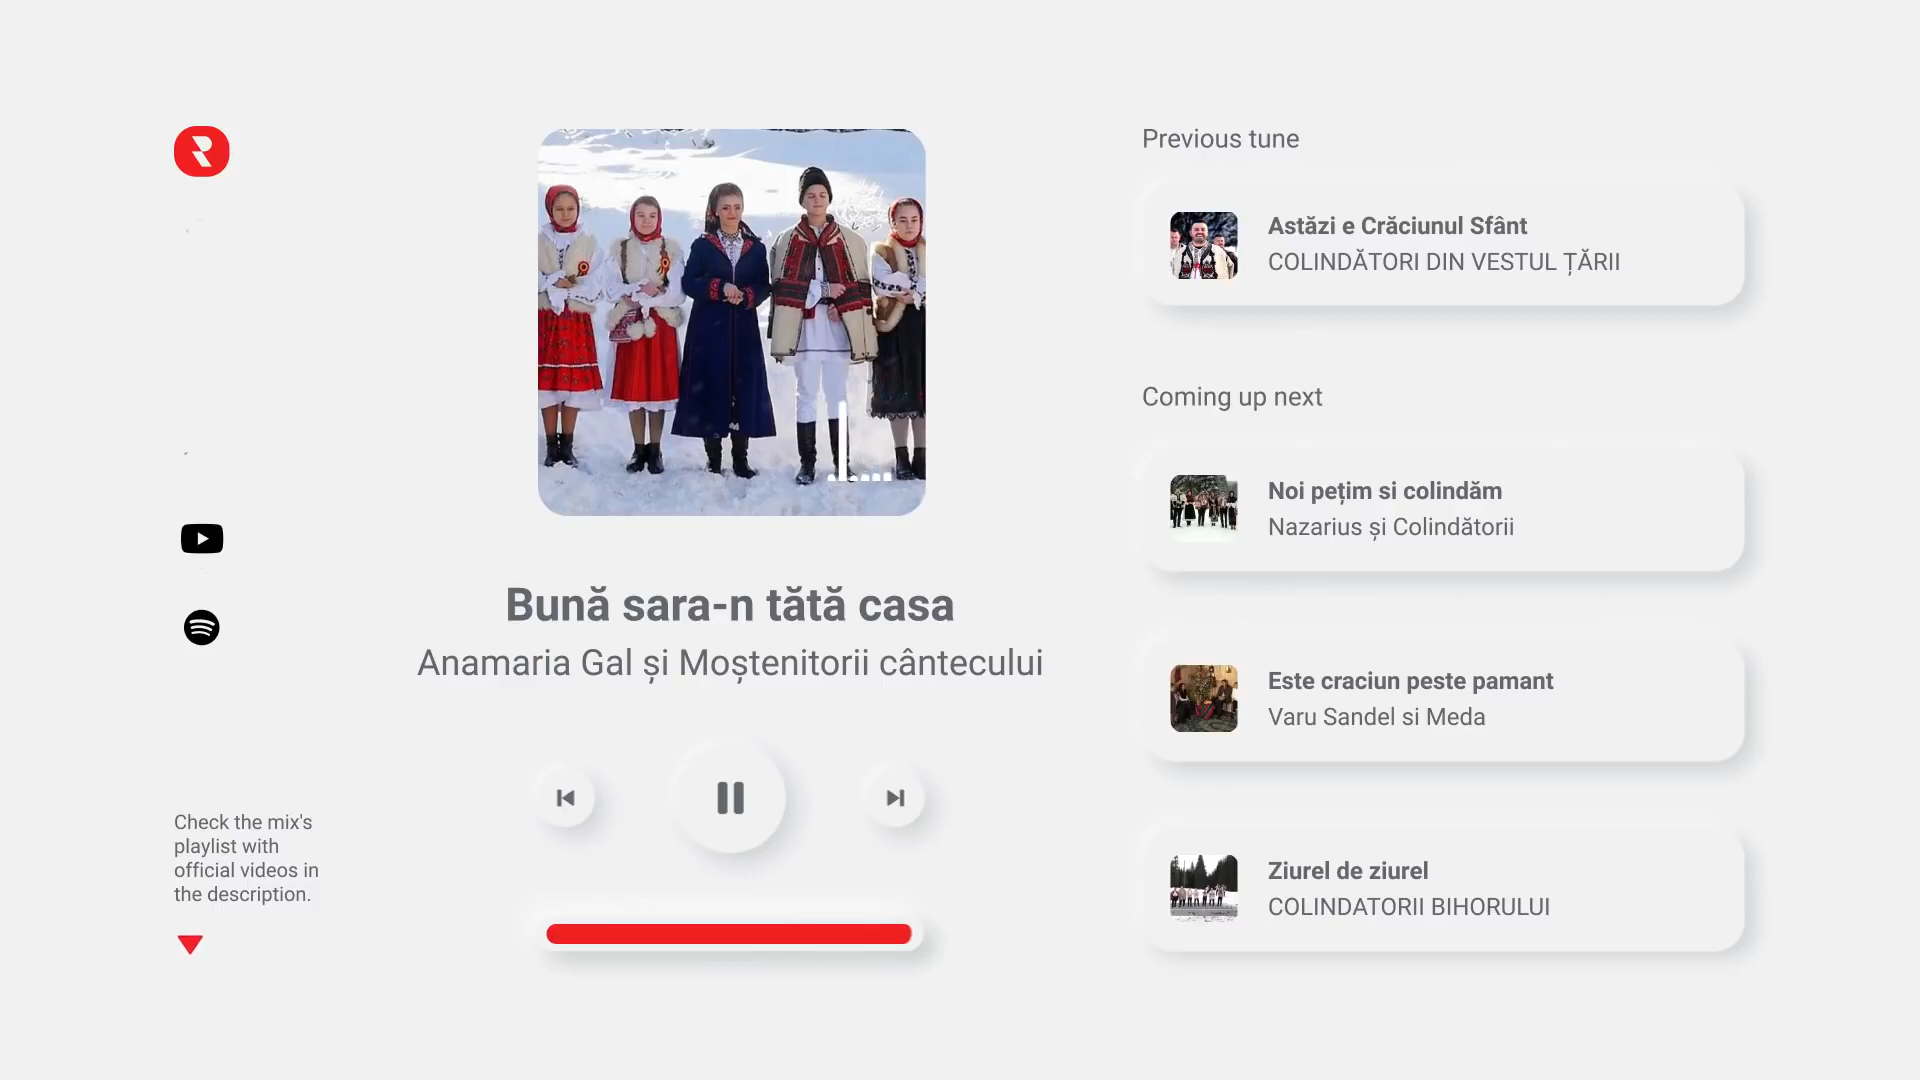 Previous tune
Astăzi e Crăciunul Sfânt
COLINDĂTORI DIN VESTUL ȚĂRII
Coming up next
Noi pețim si colindăm
Nazarius și Colindătorii
Este craciun peste pamant
Varu Sandel si Meda
Ziurel de ziurel
COLINDATORII BIHORULUI
Bună sara-n tătă casa
Anamaria Gal și Moștenitorii cântecului
Check the mix's
playlist with
official videos in
the description.